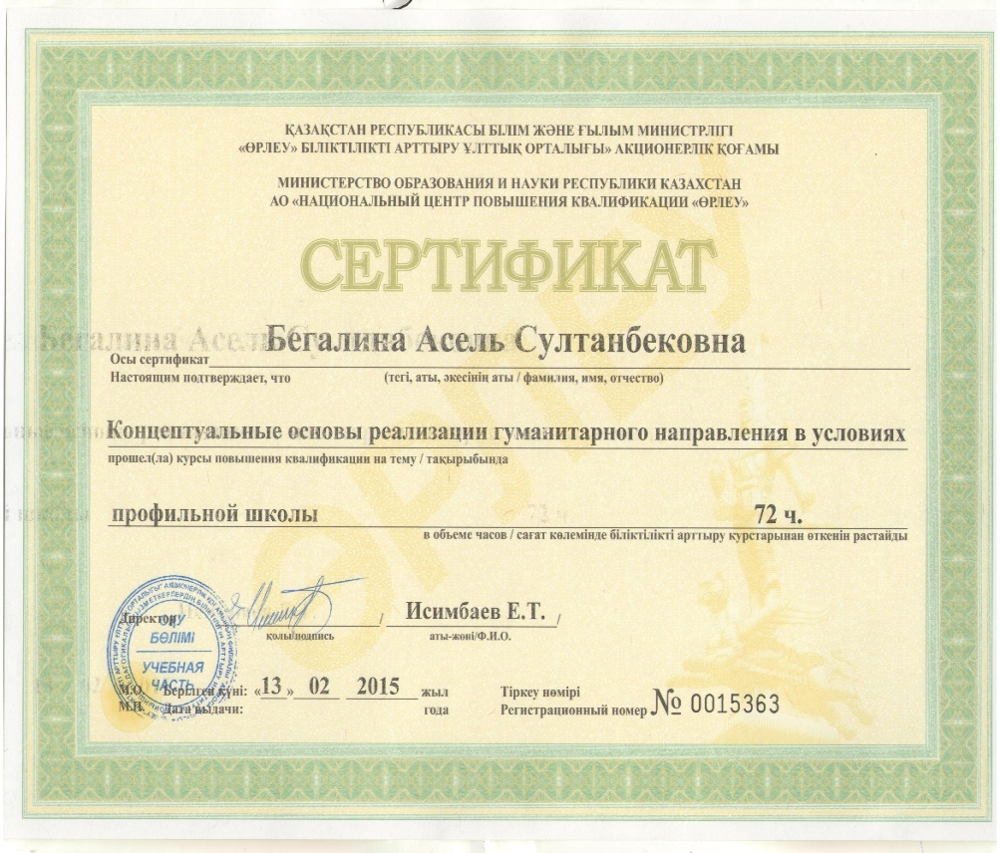 ҚАЗАҚСТАН РЕСПУБЛИКАСЫ БІЛІМ ЖӘНЕ ҒЫЛЫМ МИНИСТРЛІГІ
«ӨРЛЕУ» БІЛІКТІЛІКТІ АРТТЫРУ ҰЛТТЫҚ ОРТАЛЫҒЫ» АКЦИОНЕРЛІК ҚОҒАМЫ
МИНИСТЕРСТВО ОБРАЗОВАНИЯ И НАУКИ РЕСПУБЛИКИ КАЗАХСТАН
АО «НАЦИОНАЛЬНЫЙ ЦЕНТР ПОВЫШЕНИЯ КВАЛИФИКАЦИИ «ӨРЛЕУ»
СЕРТИФИКАТ
Бегалина Асель Султанбековна
Осы сертификат
Настоящим подтверждает, что (тегі, аты, әкесінің аты / фамилия, имя, отчество)
Концептуальные основы реализации гуманитарного направления в условиях
прошел(ла) курсы повышения квалификации на тему / тақырыбында
профильной школы 72 ч.
в объеме часов / сағат көлемінде біліктілікті арттыру курстарынан өткенін растайды
Директор / Исимбаев Е.Т. /
қолы/подпись аты-жөні/Ф.И.О.
ОҚУ
БӨЛІМІ
УЧЕБНАЯ
ЧАСТЬ
М.О. Берілген күні: «13» 02 2015 жыл Тіркеу нөмірі
М.П. Дата выдачи: года Регистрационный номер № 0015363
ӨРЛЕУ